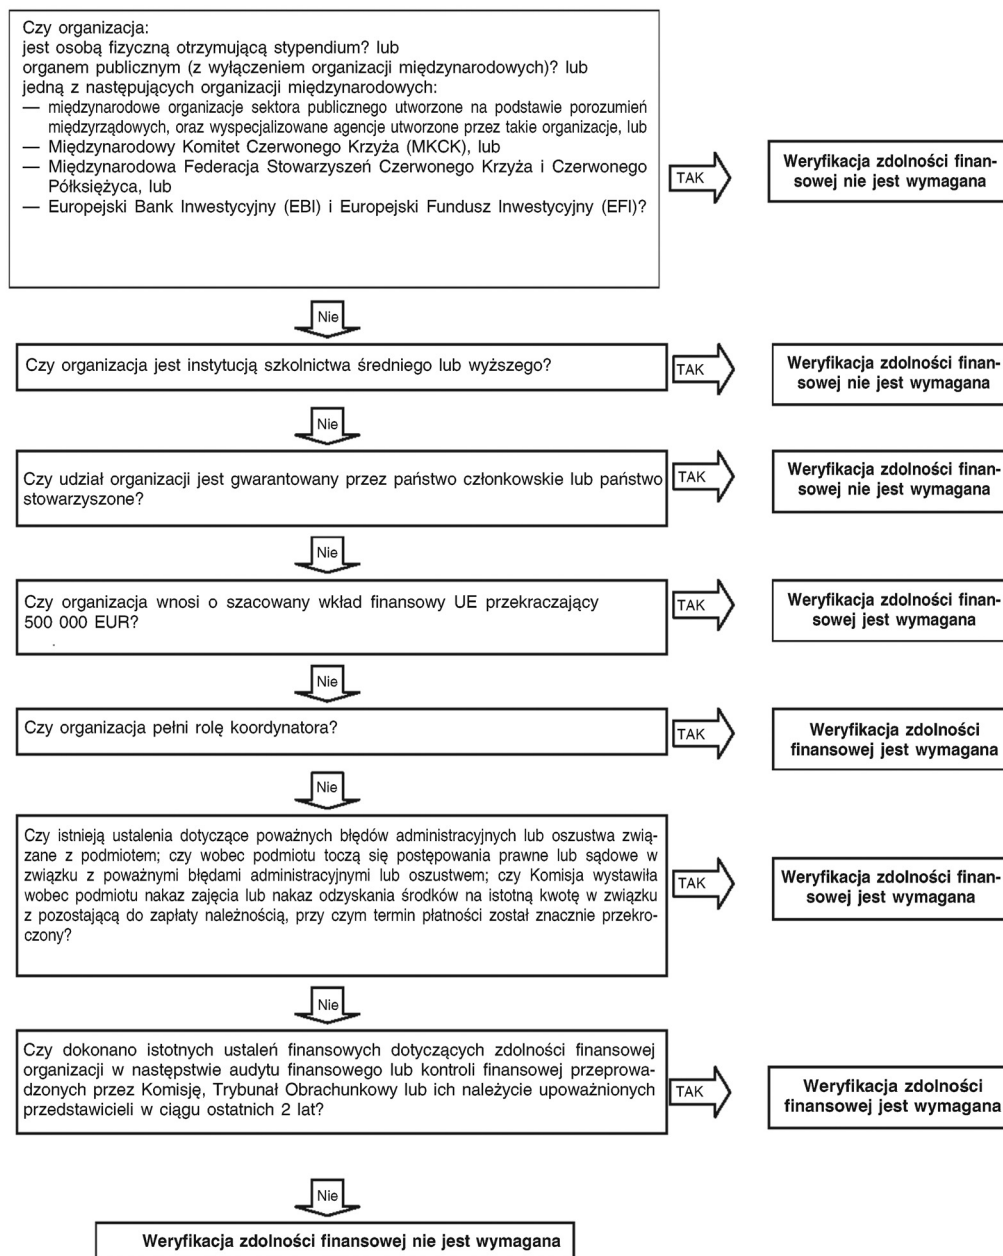 Czy organizacja:
jest osobą fizyczną otrzymującą stypendium? lub
organem publicznym (z wyłączeniem organizacji międzynarodowych)? lub
jedną z następujących organizacji międzynarodowych:
— międzynarodowe organizacje sektora publicznego utworzone na podstawie porozumień
międzyrządowych, oraz wyspecjalizowane agencje utworzone przez takie organizacje, lub
— Międzynarodowy Komitet Czerwonego Krzyża (MKCK), lub
— Międzynarodowa Federacja Stowarzyszeń Czerwonego Krzyża i Czerwonego
Półksiężyca, lub
— Europejski Bank Inwestycyjny (EBI) i Europejski Fundusz Inwestycyjny (EFI)?
TAK
Weryfikacja zdolności finan-
sowej nie jest wymagana
Nie
Czy organizacja jest instytucją szkolnictwa średniego lub wyższego?
TAK
Weryfikacja zdolności finan-
sowej nie jest wymagana
Nie
Czy udział organizacji jest gwarantowany przez państwo członkowskie lub państwo
stowarzyszone?
TAK
Weryfikacja zdolności finan-
sowej nie jest wymagana
Nie
Czy organizacja wnosi o szacowany wkład finansowy UE przekraczający
500 000 EUR?
TAK
Weryfikacja zdolności finan-
sowej jest wymagana
Nie
Czy organizacja pełni rolę koordynatora?
TAK
Weryfikacja zdolności
finansowej jest wymagana
Nie
Czy istnieją ustalenia dotyczące poważnych błędów administracyjnych lub oszustwa zwią-
zane z podmiotem; czy wobec podmiotu toczą się postępowania prawne lub sądowe w
związku z poważnymi błędami administracyjnymi lub oszustwem; czy Komisja wystawiła
wobec podmiotu nakaz zajęcia lub nakaz odzyskania środków na istotną kwotę w związku
z pozostającą do zapłaty należnością, przy czym termin płatności został znacznie przekro-
czony?
TAK
Weryfikacja zdolności finan-
sowej jest wymagana
Nie
Czy dokonano istotnych ustaleń finansowych dotyczących zdolności finansowej
organizacji w następstwie audytu finansowego lub kontroli finansowej przeprowa-
dzonych przez Komisję, Trybunał Obrachunkowy lub ich należycie upoważnionych
przedstawicieli w ciągu ostatnich 2 lat?
TAK
Weryfikacja zdolności
finansowej jest wymagana
Nie
Weryfikacja zdolności finansowej nie jest wymagana